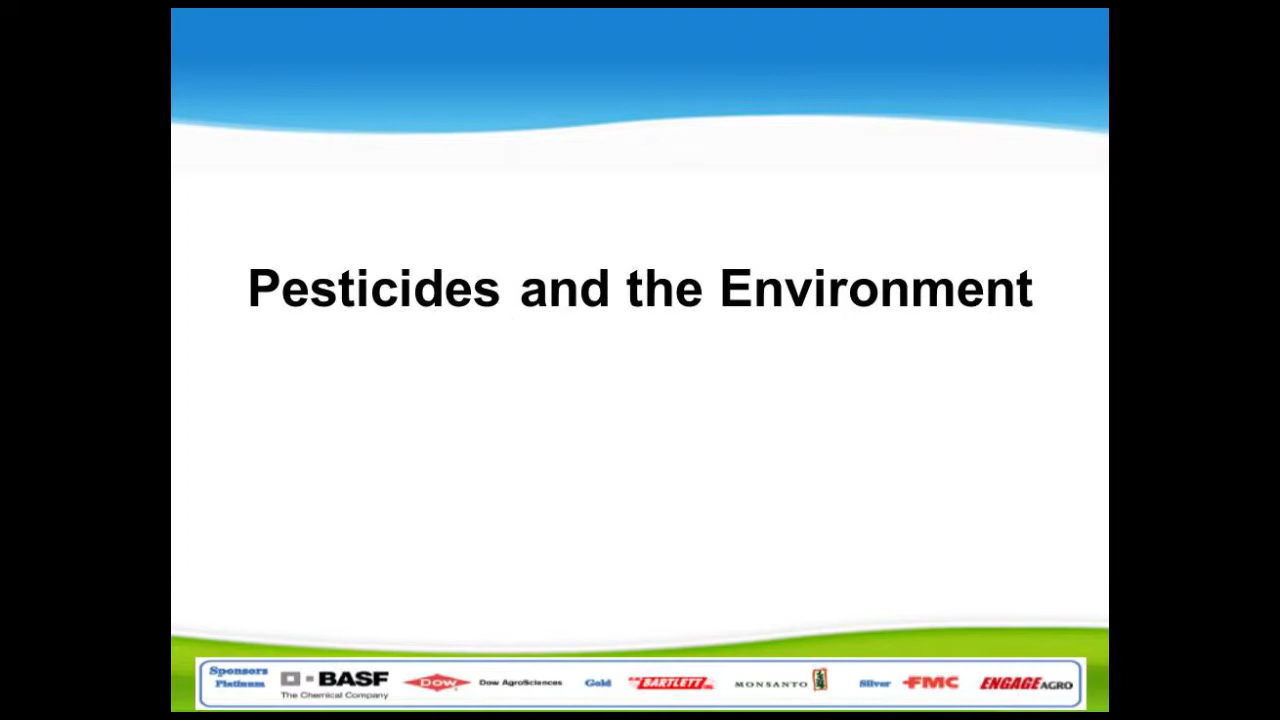 Pesticides and the Environment
Sponsors
Platinum
BASF
The Chemical Company
Dow
Dow AgroSciences
Gold
BARTLETT
MONSANTO
Silver
FMC
ENGAGE AGRO